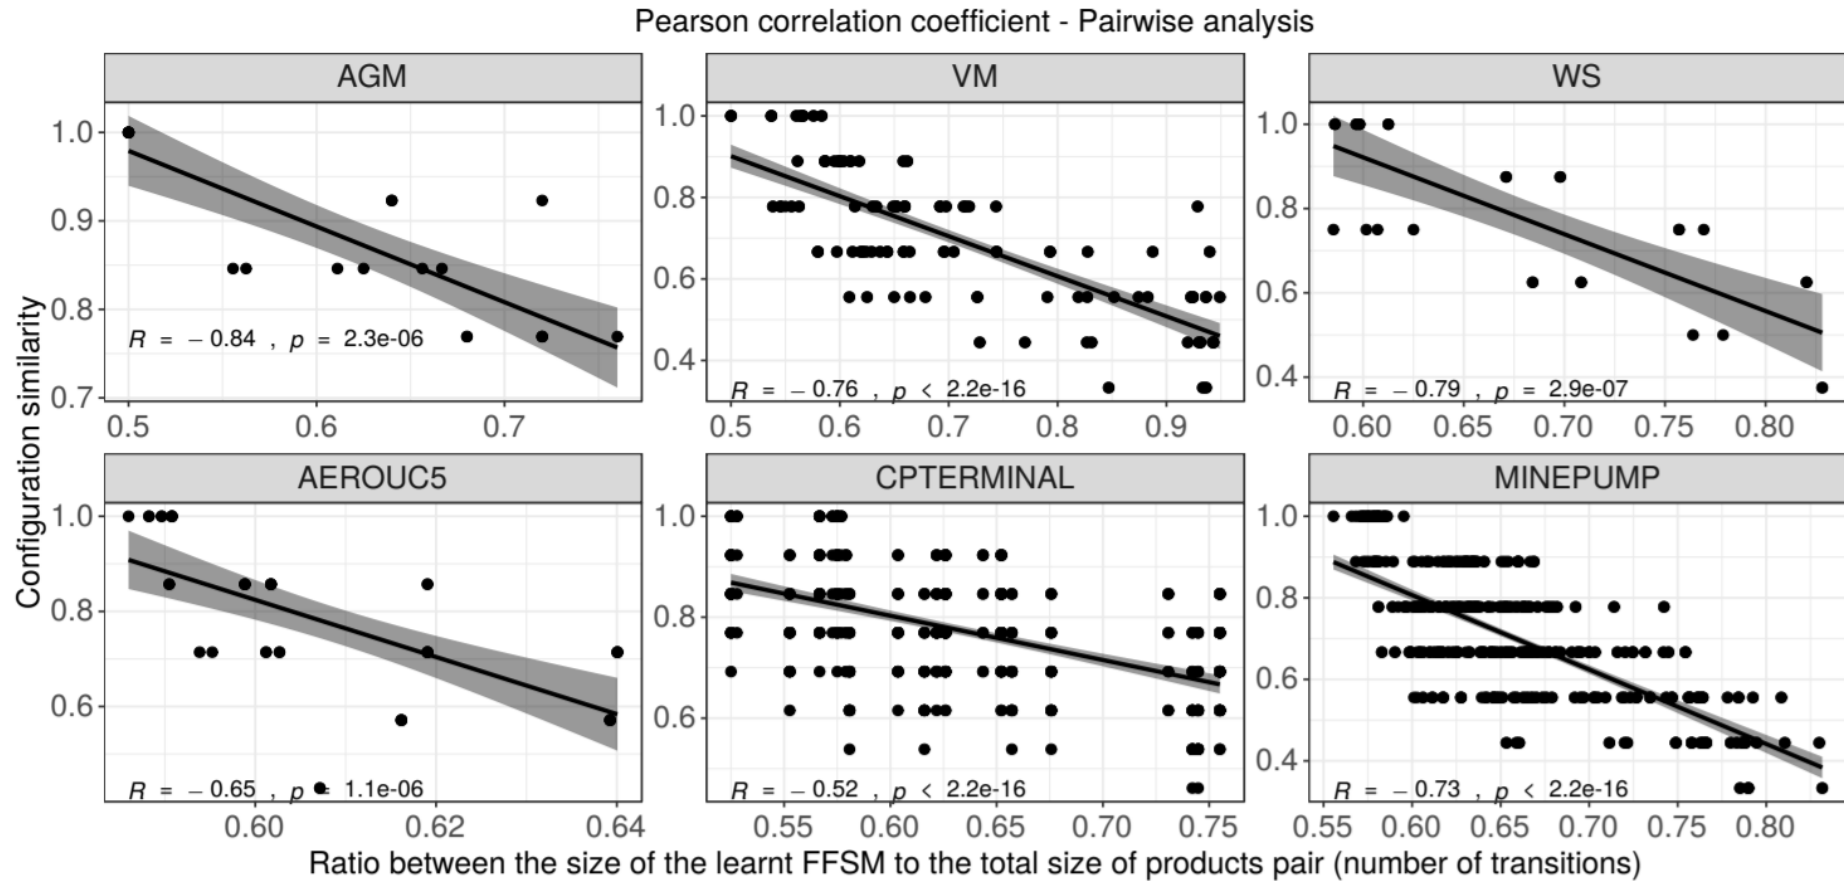 Pearson correlation coefficient - Pairwise analysis
AGM
VM
WS
1.0
0.9
0.8
0.7
R = − 0.84 , p = 2.3e-06
0.5 0.6 0.7
1.0
0.8
0.6
0.4
R = − 0.76 , p < 2.2e-16
0.5 0.6 0.7 0.8 0.9
1.0
0.8
0.6
0.4
R = − 0.79 , p = 2.9e-07
0.60 0.65 0.70 0.75 0.80
Configuration similarity
AEROUC5
CPTERMINAL
MINEPUMP
1.0
0.8
0.6
R = − 0.65 , p = 1.1e-06
0.60 0.62 0.64
1.0
0.8
0.6
R = − 0.52 , p < 2.2e-16
0.55 0.60 0.65 0.70 0.75
1.0
0.8
0.6
0.4
R = − 0.73 , p < 2.2e-16
0.55 0.60 0.65 0.70 0.75 0.80
Ratio between the size of the learnt FFSM to the total size of products pair (number of transitions)